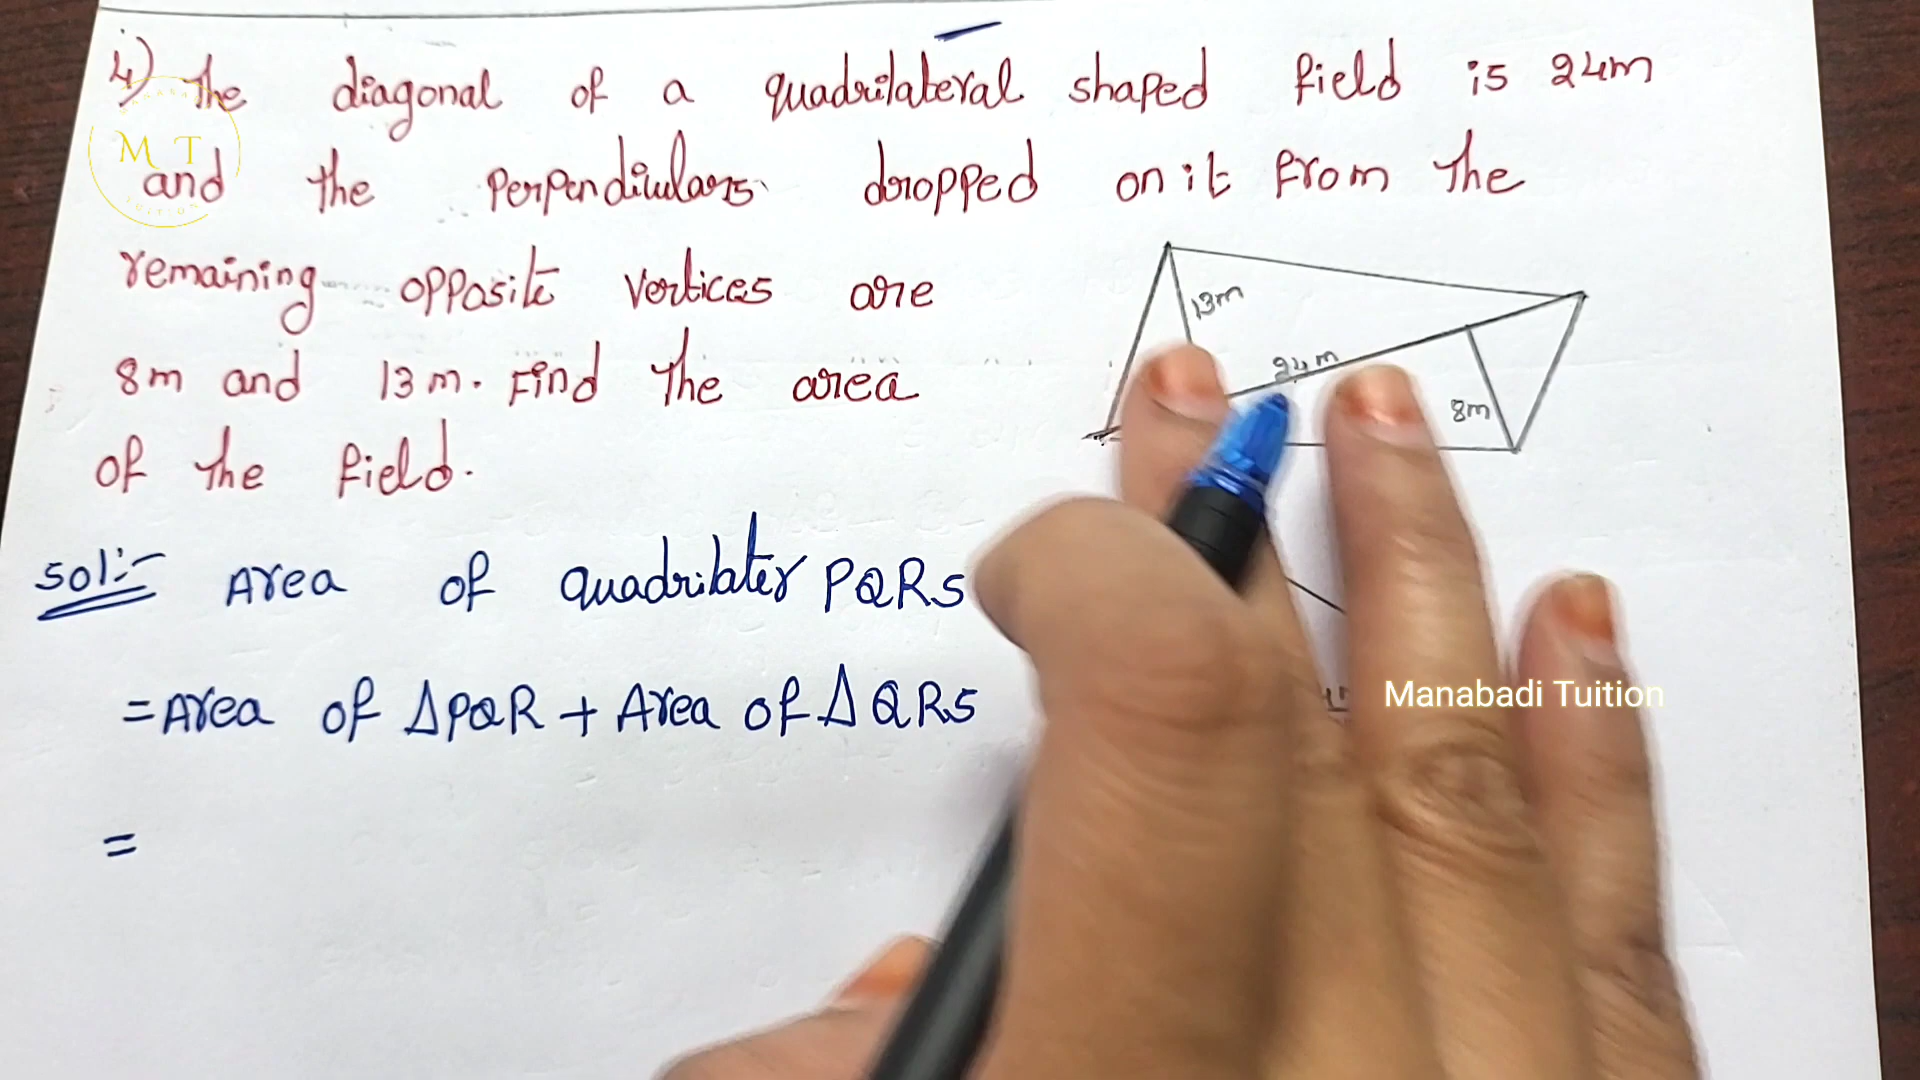 4) The diagonal of a quadrilateral shaped field is 24m
and the perpendiculars dropped on it from the
remaining opposite vertices are
8m and 13m. Find the area
of the field.
13m
24m
8m
Sol:- Area of quadrilater PQRS
= Area of ΔPQR + Area of ΔQRS
=
M T
TUITION
Manabadi Tuition